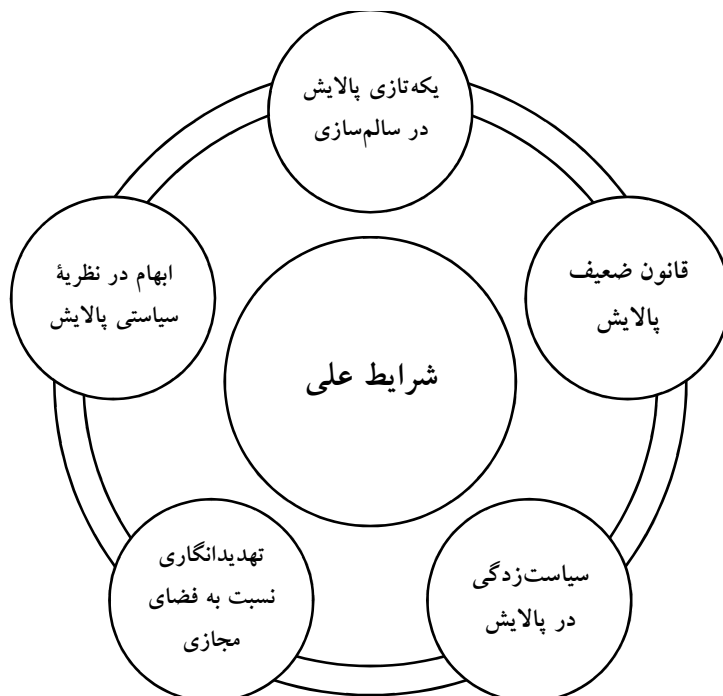 یکه‌تازی پالایش
در سالم‌سازی
قانون ضعیف
پالایش
سیاست‌زدگی
در پالایش
تهدیدانگاری
نسبت به فضای
مجازی
ابهام در نظریهٔ
سیاستی پالایش
شرایط علی